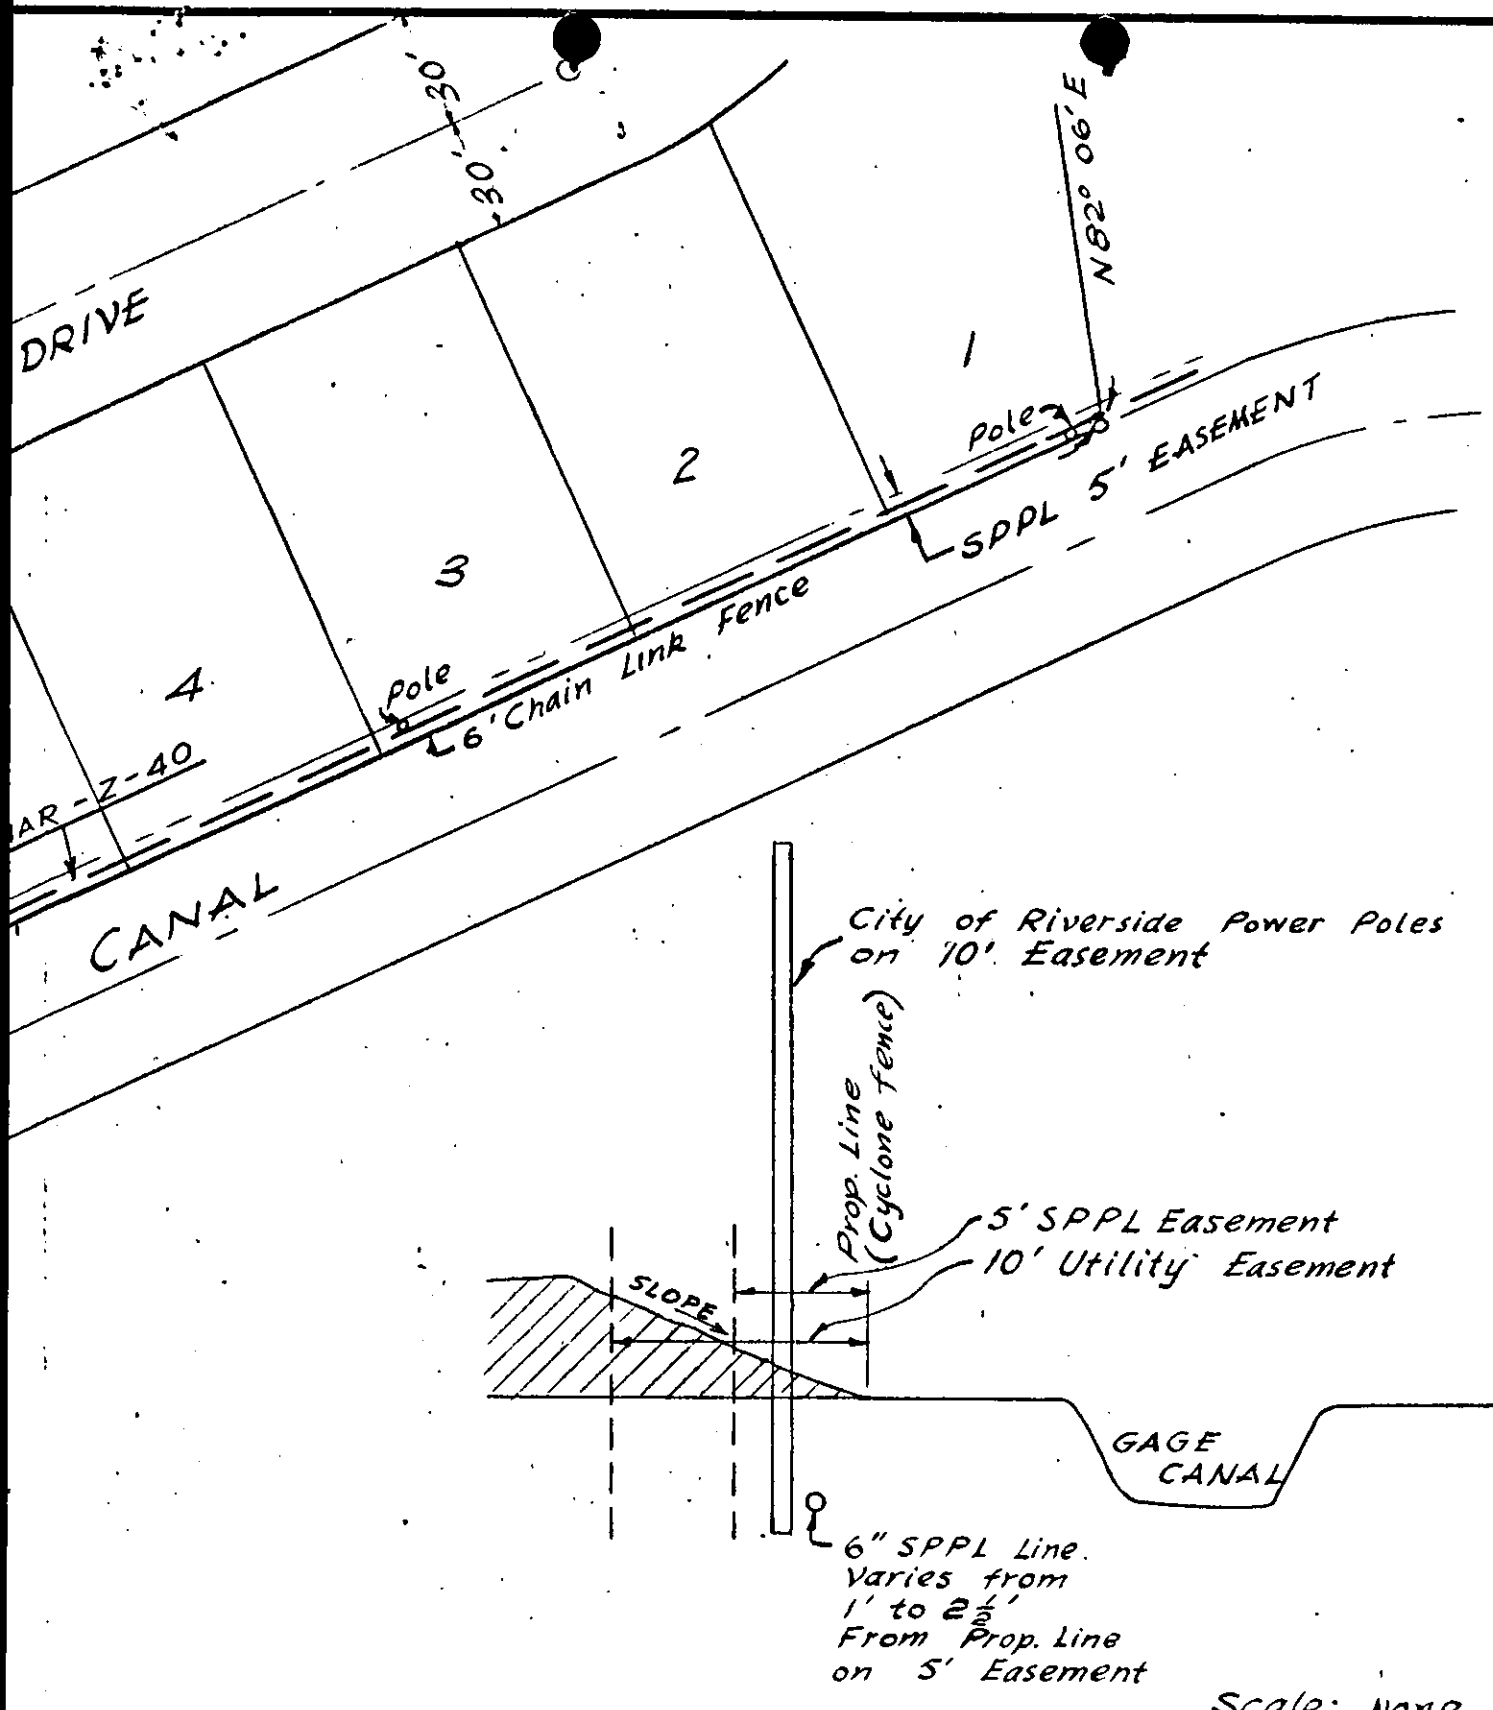 30'
30'
N82° 06' E
DRIVE
1
Pole
SPPL 5' EASEMENT
2
3
4
Pole
6' Chain Link Fence
AR-Z-40
CANAL
City of Riverside Power Poles
on 10' Easement
Prop. Line
(Cyclone fence)
5' SPPL Easement
10' Utility Easement
SLOPE
GAGE
CANAL
6" SPPL Line.
Varies from
1' to 2½'
From Prop. Line
on 5' Easement
Scale: None